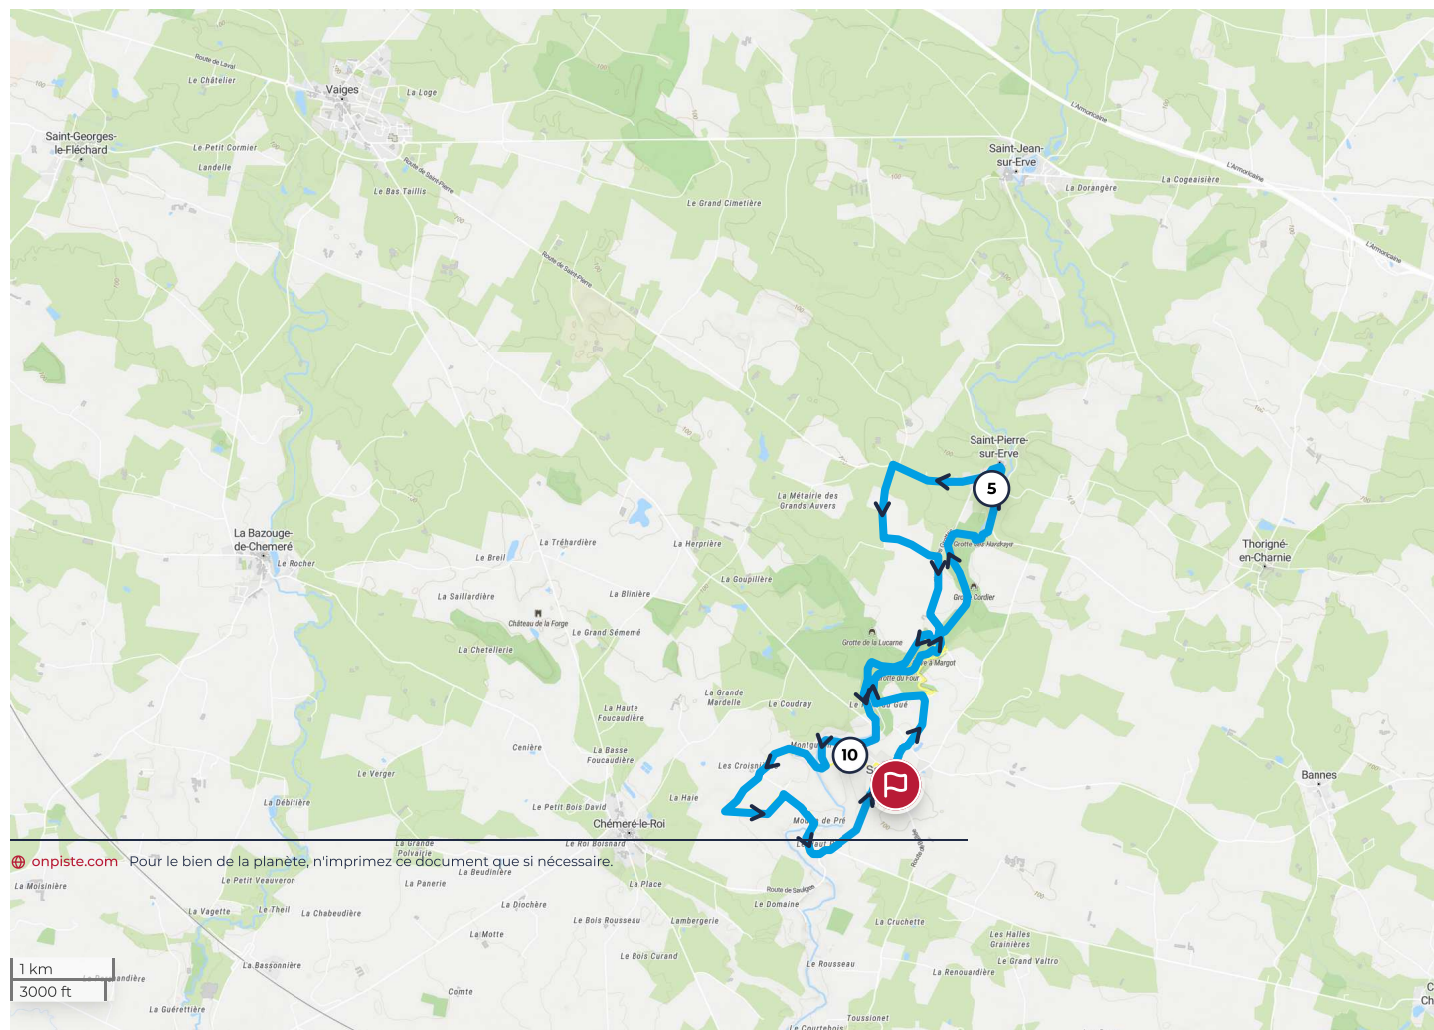 Route de Laval
Le Châtelier
Vaiges
La Loge
L'Armoricaine
Saint-Georges-
le-Fléchard
Le Petit Cormier
Landelle
Route de Saint-Pierre
Le Bas Taillis
Saint-Jean-
sur-Erve
La Dorangère
La Cogeaisière
L'Armoricaine
Le Grand Cimetière
L'Armoricaine
Route de Saint-Pierre
100
Saint-Pierre-
sur-Erve
5
La Métairie des
Grands Auvers
La Bazouge-
de-Chemeré
Le Rocher
Le Breil
La Tréhardière
La Herprière
Thorigné-
en-Charnie
La Goupillère
La Saillardière
La Blinière
Château de la Forge
Le Grand Sémemé
La Chetellerie
Grotte de la Lucarne
à Margot
La Grande
Mardelle
Le Coudray
La Haute
Foucaudière
Cenière
La Basse
Foucaudière
10
Le Verger
La Haie
Bannes
La Débrière
Le Petit Bois David
Chémeré-le-Roi
Le Roi Boisnard
La Grande
Polvairie
onpiste.com Pour le bien de la planète, n'imprimez ce document que si nécessaire.
La Beudinière
La Moisinière
Le Petit Veauveror
La Panerie
La Place
Route de Saulges
Le Domaine
La Vagette
Le Theil
La Chabeudière
La Diochère
Le Bois Rousseau
Lambergerie
La Cruchette
La Motte
Les Halles
Grainières
Le Bois Curand
Le Rousseau
Le Grand Valtro
La Bassonnière
La Renouardière
1 km
3000 ft
Comte
La Guérettière
Toussionet
Le Courtebois